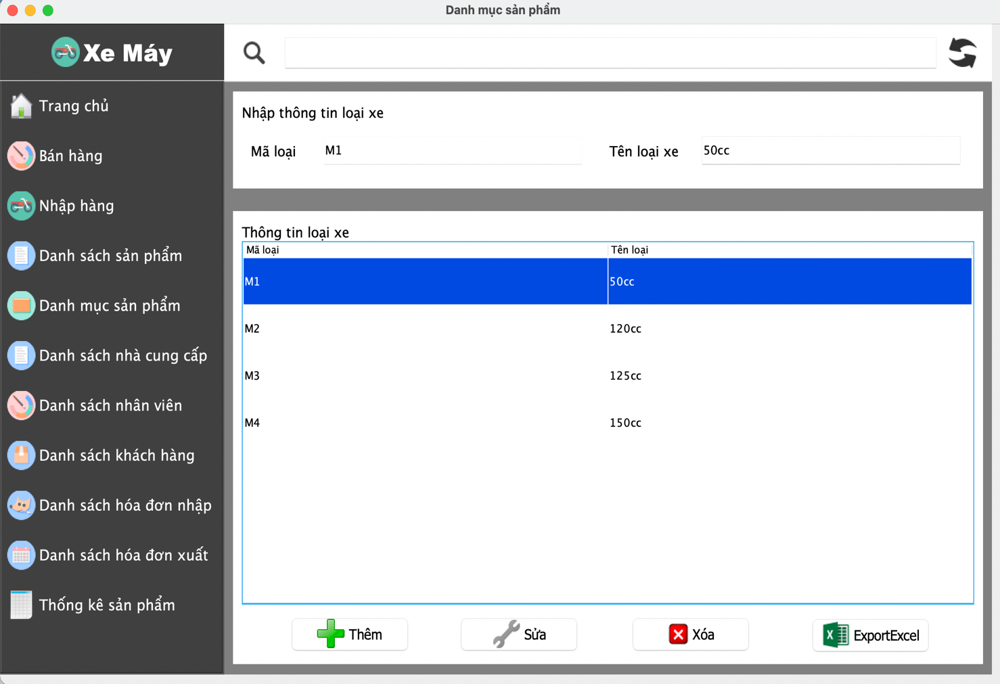 Danh mục sản phẩm
Xe Máy
Trang chủ
Bán hàng
Nhập hàng
Danh sách sản phẩm
Danh mục sản phẩm
Danh sách nhà cung cấp
Danh sách nhân viên
Danh sách khách hàng
Danh sách hóa đơn nhập
Danh sách hóa đơn xuất
Thống kê sản phẩm
Nhập thông tin loại xe
Mã loại M1 Tên loại xe 50cc
Thông tin loại xe
Mã loại Tên loại
M1 50cc
M2 120cc
M3 125cc
M4 150cc
Thêm Sửa Xóa ExportExcel